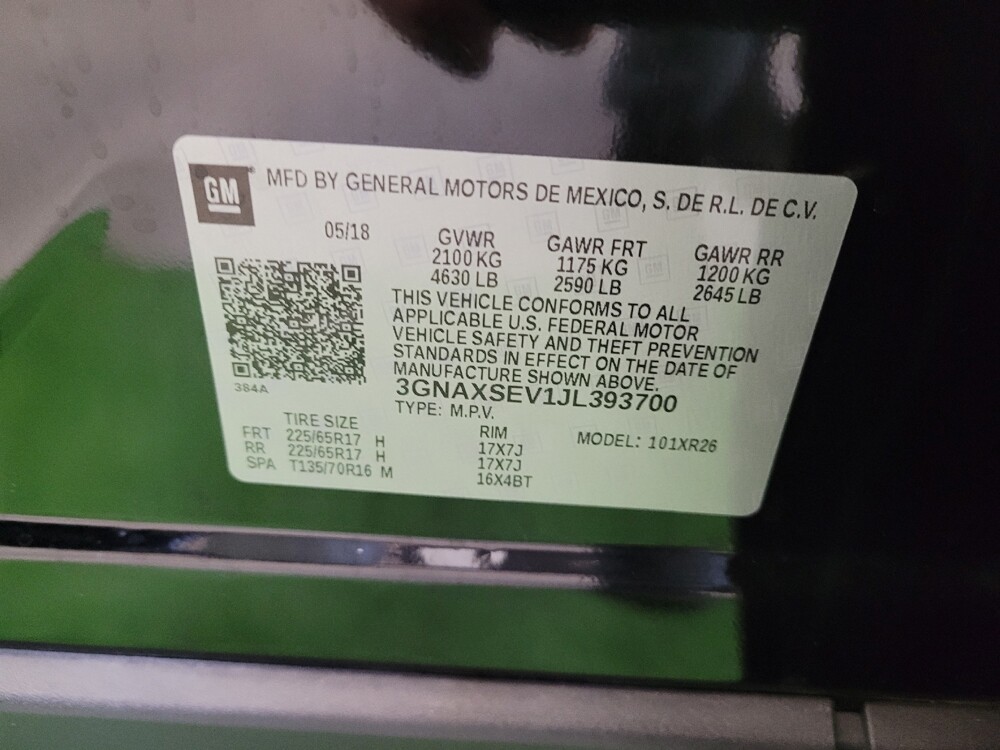 GM MFD BY GENERAL MOTORS DE MEXICO, S. DE R.L. DE C.V.
05/18
GVWR GAWR FRT GAWR RR
2100 KG 1175 KG 1200 KG
4630 LB 2590 LB 2645 LB
THIS VEHICLE CONFORMS TO ALL
APPLICABLE U.S. FEDERAL MOTOR
VEHICLE SAFETY AND THEFT PREVENTION
STANDARDS IN EFFECT ON THE DATE OF
MANUFACTURE SHOWN ABOVE.
384A
3GNAXSEV1JL393700
TYPE: M.P.V.
TIRE SIZE RIM MODEL: 101XR26
FRT 225/65R17 H 17X7J
RR 225/65R17 H 17X7J
SPA T135/70R16 M 16X4BT